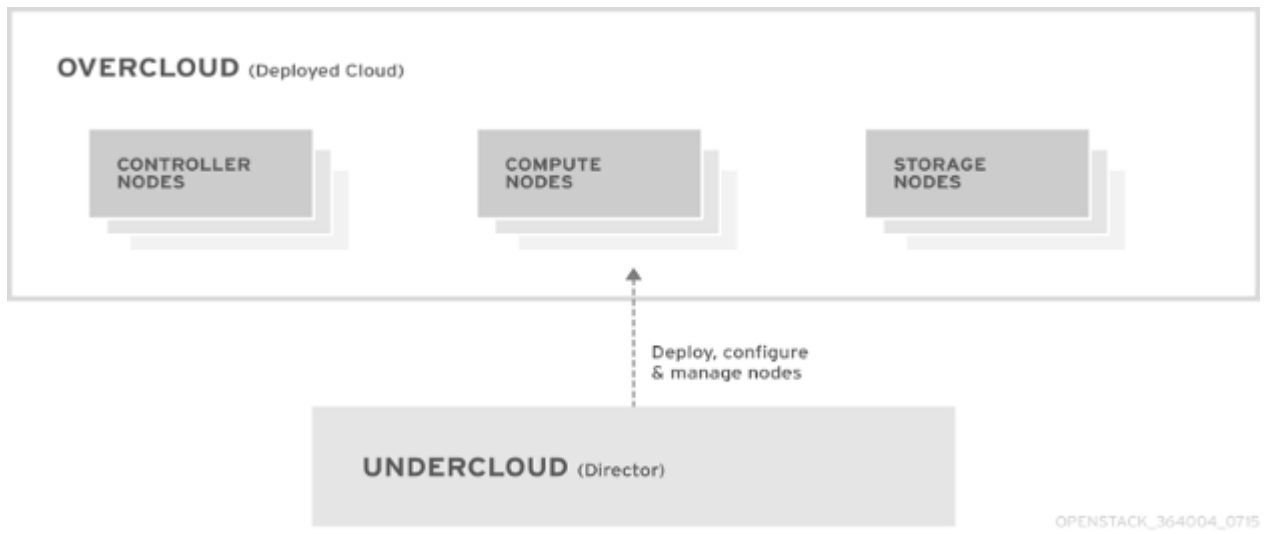 OVERCLOUD (Deployed Cloud)
CONTROLLER
NODES
COMPUTE
NODES
STORAGE
NODES
Deploy, configure
& manage nodes
UNDERCLOUD (Director)
OPENSTACK_364004_0715